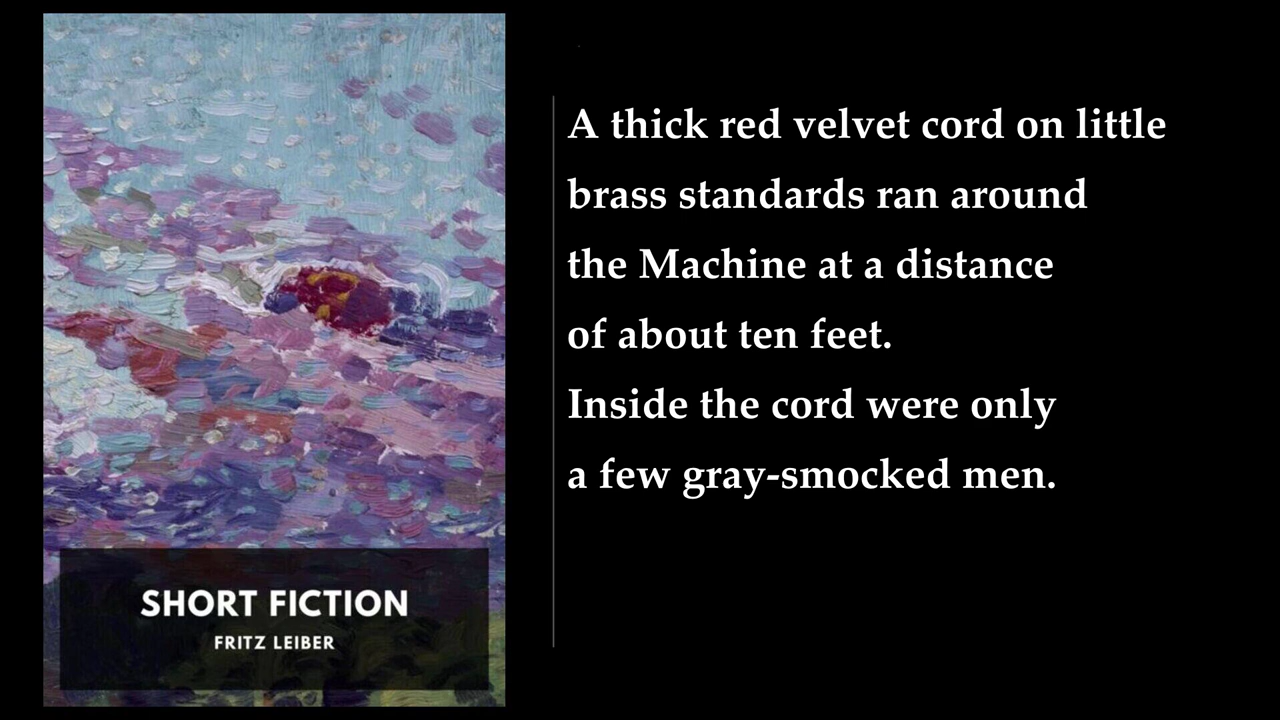 SHORT FICTION
FRITZ LEIBER
A thick red velvet cord on little
brass standards ran around
the Machine at a distance
of about ten feet.
Inside the cord were only
a few gray-smocked men.